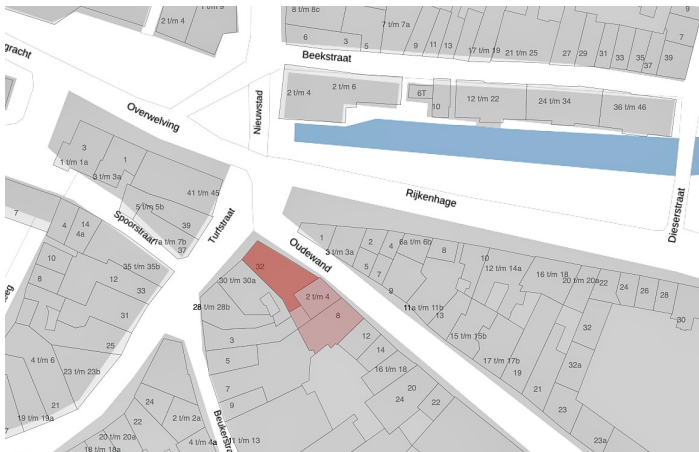 2 t/m 4
1 t/m 9
8 t/m 8c
7 t/m 7a
9
6
3
5
9
11
13
17 t/m 19
21 t/m 25
27
29
31
33
35
37
39
7
gracht
Beekstraat
2 t/m 4
2 t/m 6
6T
10
12 t/m 22
24 t/m 34
36 t/m 46
Overwelving
Nieuwstad
3
1 t/m 1a
1
3 t/m 3a
41 t/m 45
5 t/m 5b
39
7a t/m 7b
37
Spoorstraat
Turfstraat
Rijkenhage
Dieserstraat
7
4
14
4a
10
8
12
35 t/m 35b
33
31
25
4 t/m 6
23 t/m 23b
21
19 t/m 19a
7
eeg
Oudewand
1
3 t/m 3a
2
4
5
7
6a t/m 6b
8
9
10
12 t/m 14a
16 t/m 18
20 t/m 20a
22
24
26
28
30
11a t/m 11b
13
15 t/m 15b
17 t/m 17b
19
21
23
23a
32
32a
32
30 t/m 30a
28 t/m 28b
2 t/m 4
8
12
14
16 t/m 18
20
24
22
3
5
7
9
11 t/m 13
Beukerstraat
24
22
2 t/m 2a
20 t/m 20a
4 t/m 4a
18 t/m 18a